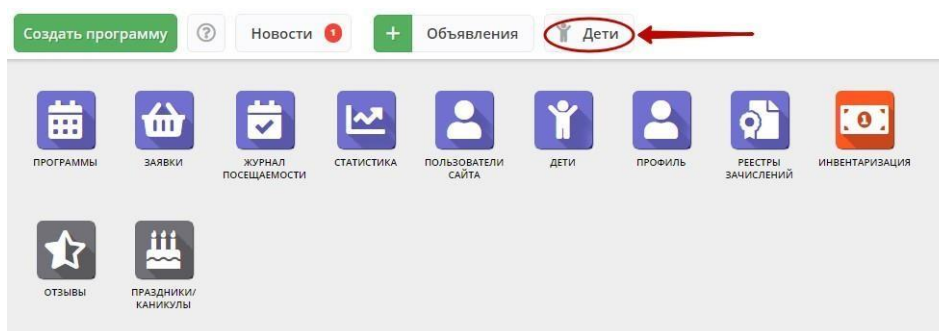 Создать программу ? Новости 1 + Объявления Дети
ПРОГРАММЫ
ЗАЯВКИ
ЖУРНАЛ
ПОСЕЩАЕМОСТИ
СТАТИСТИКА
ПОЛЬЗОВАТЕЛИ
САЙТА
ДЕТИ
ПРОФИЛЬ
РЕЕСТРЫ
ЗАЧИСЛЕНИЙ
1
ИНВЕНТАРИЗАЦИЯ
ОТЗЫВЫ
ПРАЗДНИКИ/
КАНИКУЛЫ